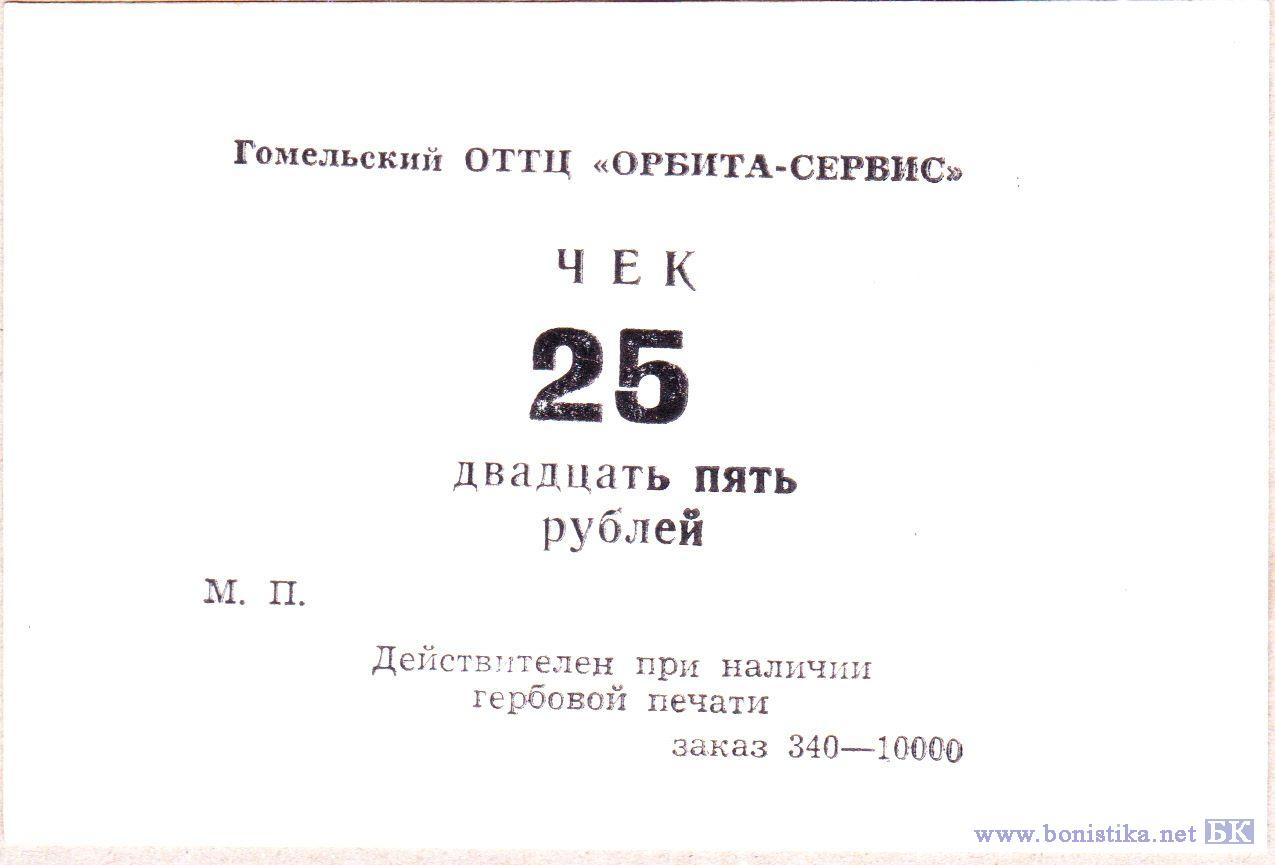 Гомельский ОТТЦ «ОРБИТА-СЕРВИС»
ЧЕК
25
двадцать пять
рублей
М. П.
Действителен при наличии
гербовой печати
заказ 340—10000
www.bonistika.net БК